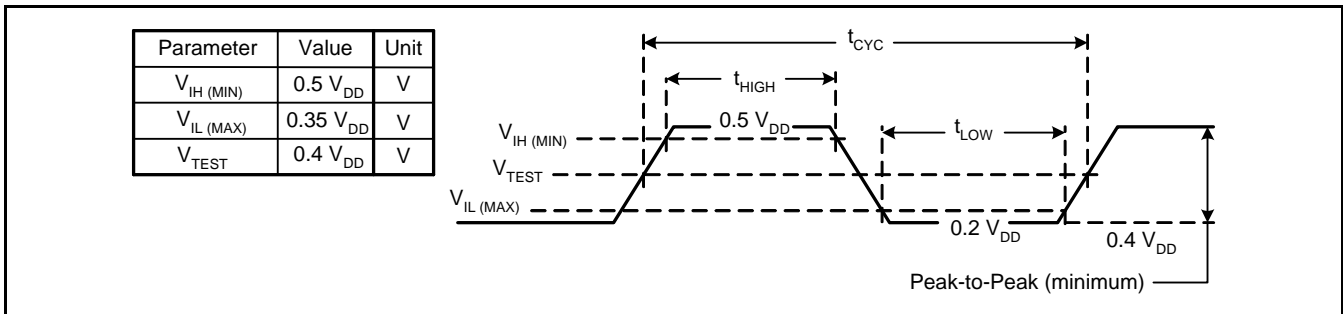 Parameter Value Unit
V_IH (MIN) 0.5 V_DD V
V_IL (MAX) 0.35 V_DD V
V_TEST 0.4 V_DD V
t_CYC
t_HIGH
0.5 V_DD
t_LOW
V_IH (MIN)
V_TEST
V_IL (MAX)
0.2 V_DD
0.4 V_DD
Peak-to-Peak (minimum)